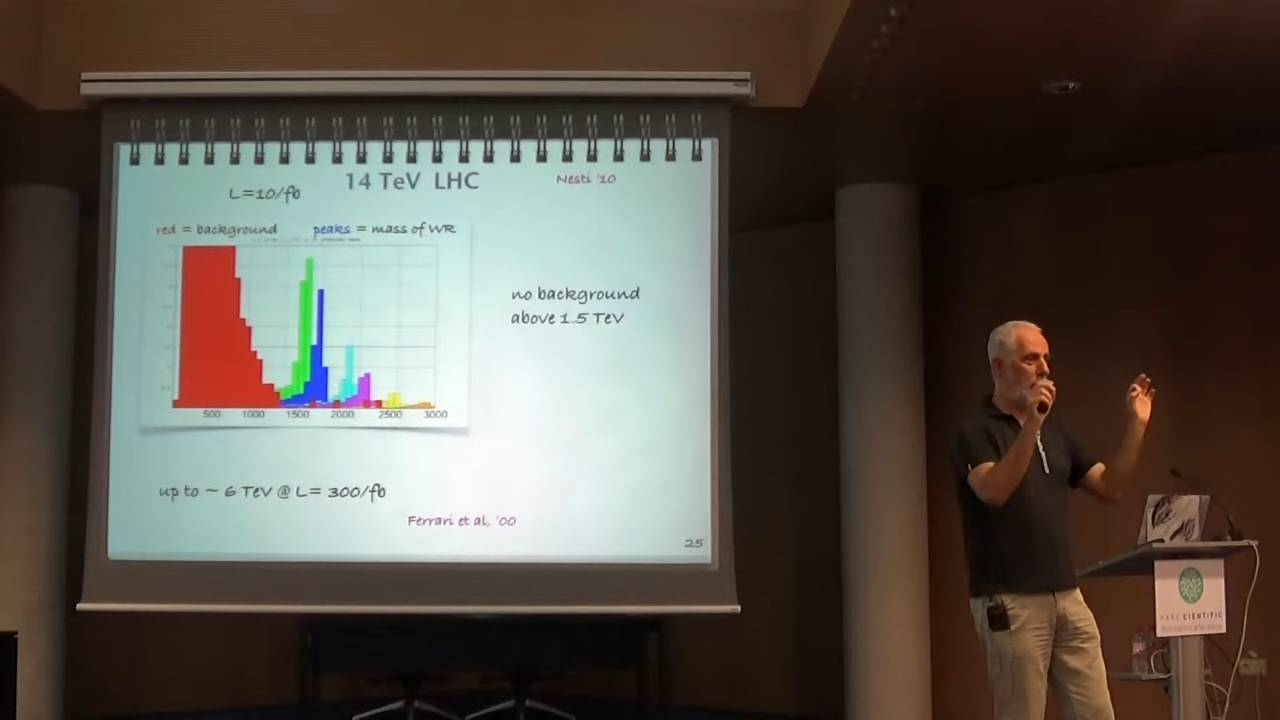 14 TeV LHC
Nesti '10
L=10/fb
red = background
peaks = mass of WR
no background
above 1.5 TeV
500 1000 1500 2000 2500 3000
up to ~ 6 TeV @ L= 300/fb
Ferrari et al, '00
25
PARC CIENTIFIC